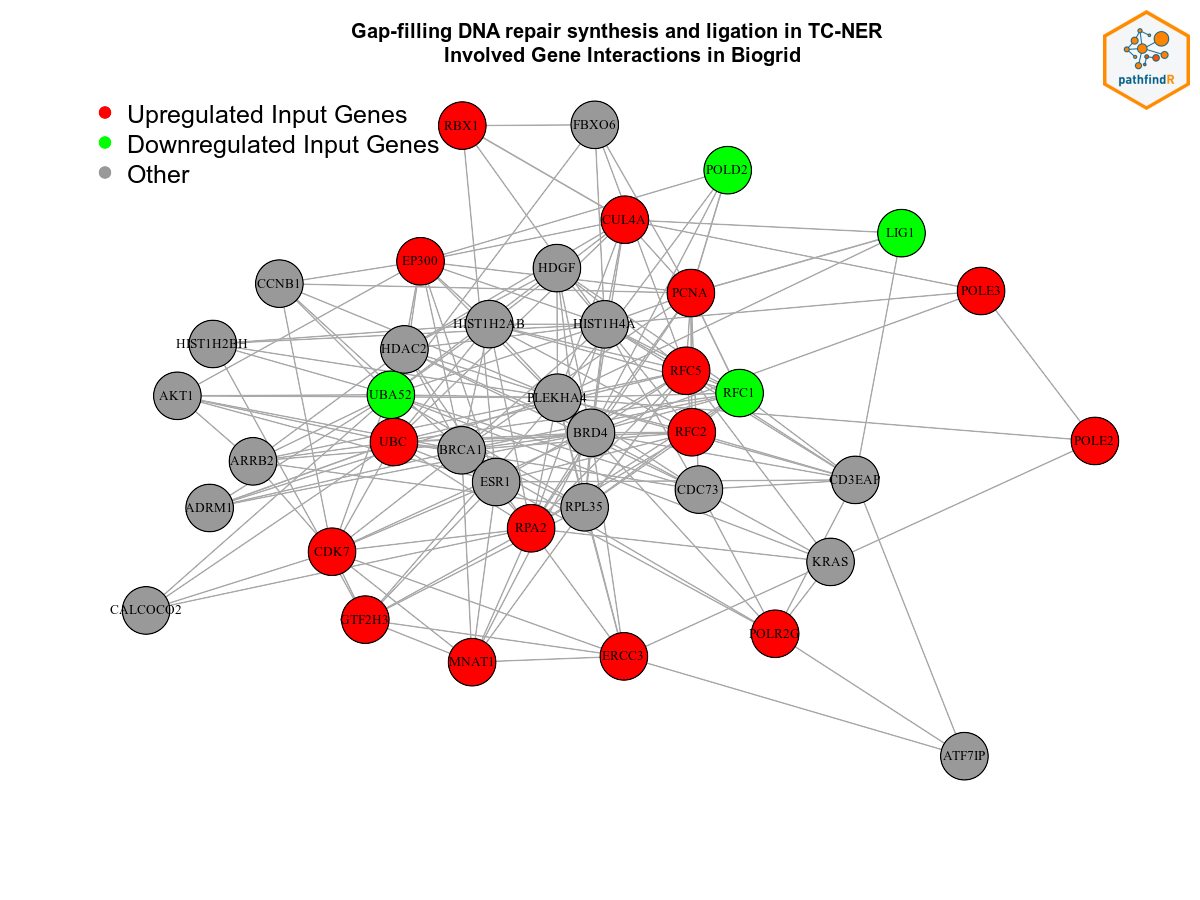 Gap-filling DNA repair synthesis and ligation in TC-NER
Involved Gene Interactions in Biogrid
pathfindR
Upregulated Input Genes
Downregulated Input Genes
Other
RBX1
FBXO6
POLD2
CUL4A
LIG1
EP300
HDGF
CCNB1
PCNA
POLE3
HIST1H2AB
HIST1H4A
HIST1H2BH
HDAC2
RFC5
AKT1
UBA52
PLEKHA4
RFC1
UBC
BRD4
RFC2
POLE2
BRCA1
ARRB2
ESR1
CDC73
CD3EAP
ADRM1
RPL35
RPA2
CDK7
KRAS
CALCOCO2
GTF2H3
POLR2G
MNAT1
ERCC3
ATF7IP